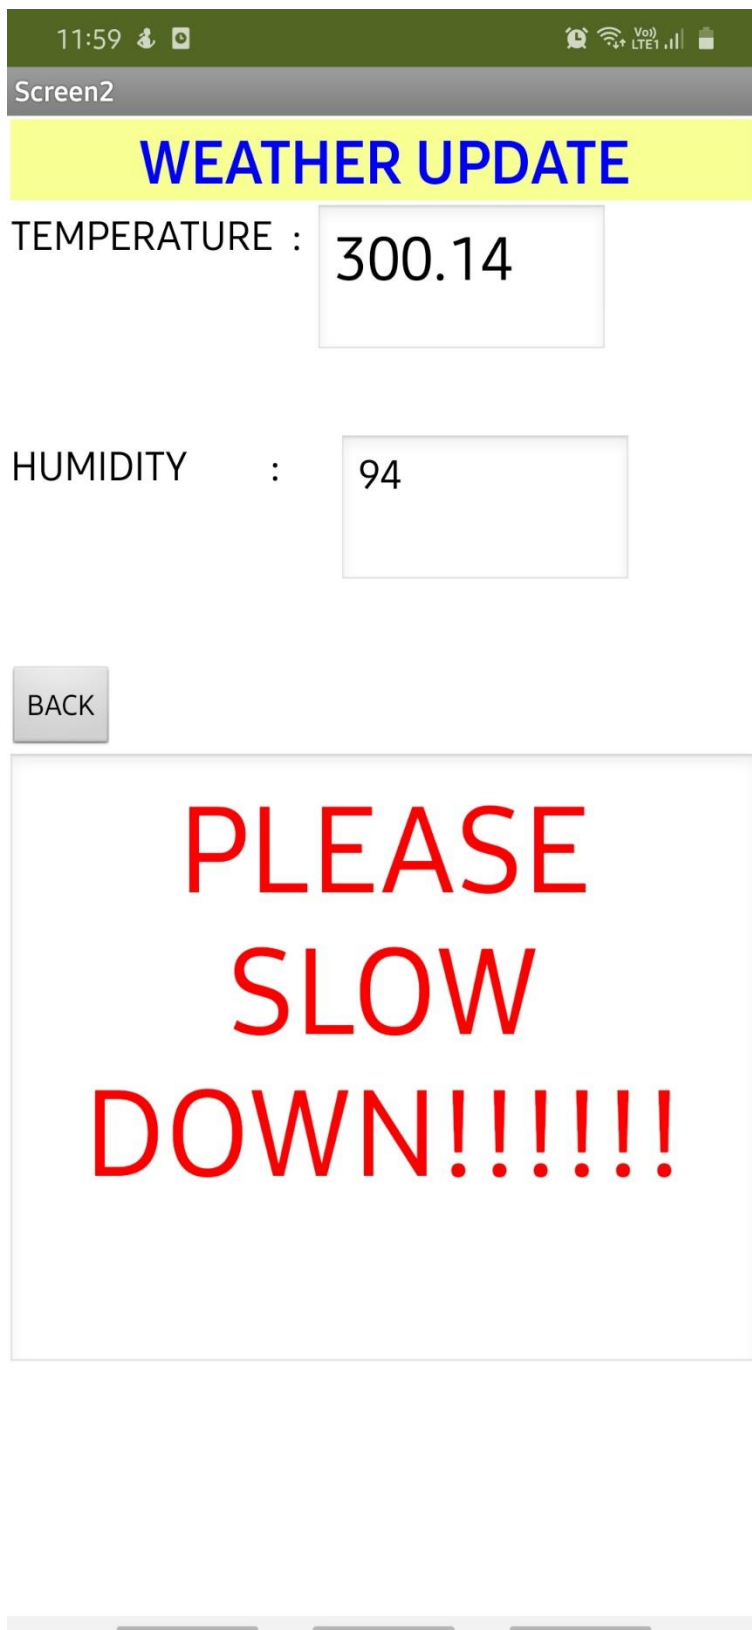 11:59
Vo))
LTE1
Screen2
WEATHER UPDATE
TEMPERATURE : 300.14
HUMIDITY : 94
BACK
PLEASE
SLOW
DOWN!!!!!!